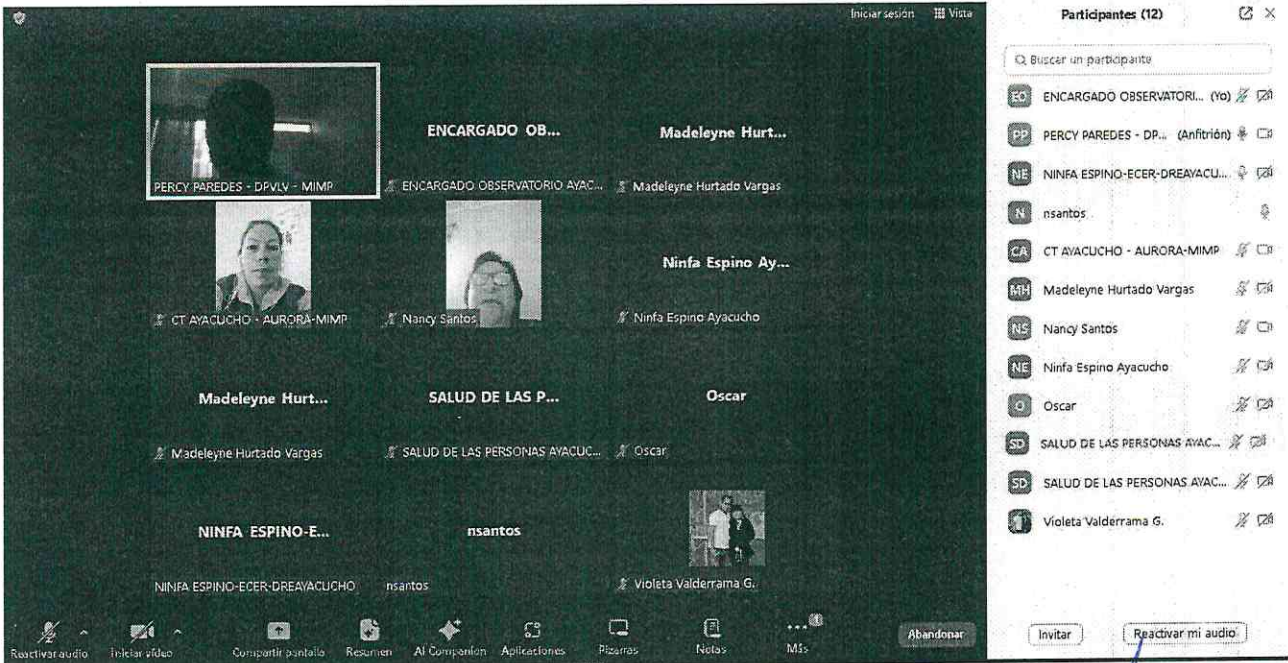 Iniciar sesión Vista
PERCY PAREDES - DPVLV - MIMP
ENCARGADO OB...
ENCARGADO OBSERVATORIO AYAC...
Madeleyne Hurt...
Madeleyne Hurtado Vargas
CT AYACUCHO - AURORA-MIMP
Nancy Santos
Ninfa Espino Ay...
Ninfa Espino Ayacucho
Madeleyne Hurt...
Madeleyne Hurtado Vargas
SALUD DE LAS P...
SALUD DE LAS PERSONAS AYACUC...
Oscar
Oscar
NINFA ESPINO-E...
NINFA ESPINO-ECER-DREAYACUCHO
nsantos
nsantos
Violeta Valderrama G.
Reactivar audio Iniciar video Compartir pantalla Resumen AI Companion Aplicaciones Pizarras Notas Más Abandonar
Participantes (12)
Buscar un participante
EO ENCARGADO OBSERVATORI... (Yo)
PP PERCY PAREDES - DP... (Anfitrión)
NE NINFA ESPINO-ECER-DREAYACU...
N nsantos
CA CT AYACUCHO - AURORA-MIMP
MH Madeleyne Hurtado Vargas
NS Nancy Santos
NE Ninfa Espino Ayacucho
O Oscar
SD SALUD DE LAS PERSONAS AYAC...
SD SALUD DE LAS PERSONAS AYAC...
Violeta Valderrama G.
Invitar Reactivar mi audio